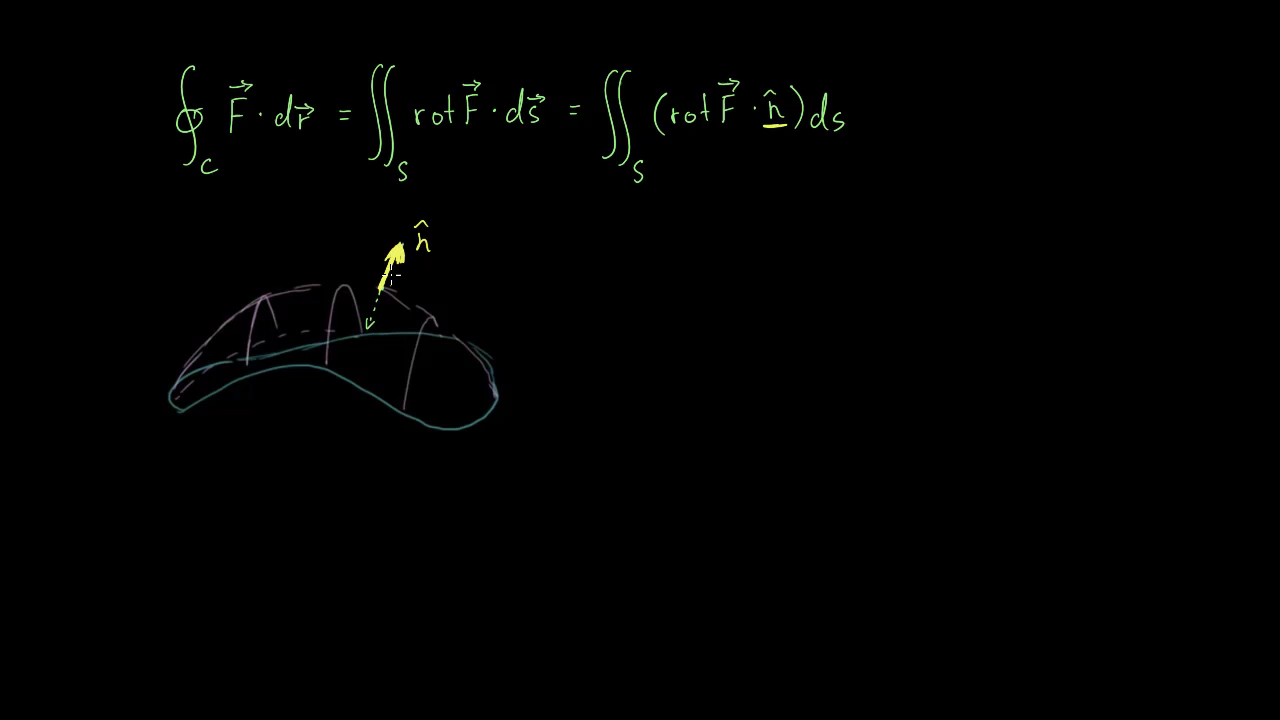 ∮_C F⃗ · dr⃗ = ∬_S rot F⃗ · ds⃗ = ∬_S (rot F⃗ · n̂) ds
n̂